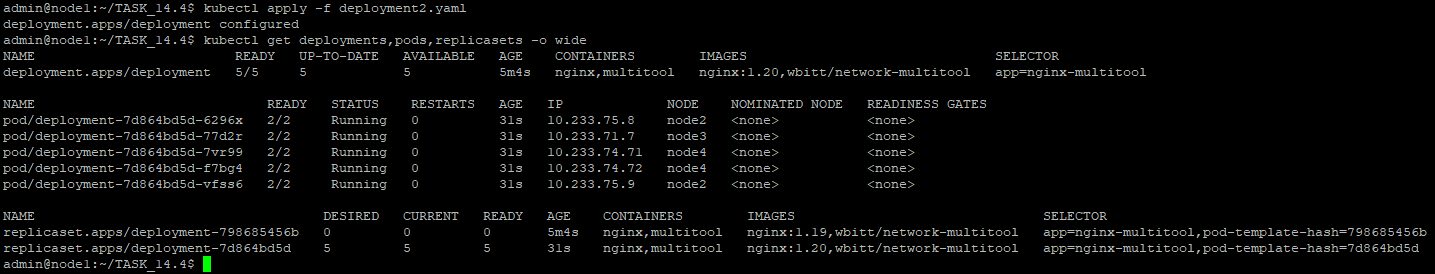 admin@node1:~/TASK_14.4$ kubectl apply -f deployment2.yaml
deployment.apps/deployment configured
admin@node1:~/TASK_14.4$ kubectl get deployments,pods,replicasets -o wide
NAME READY UP-TO-DATE AVAILABLE AGE CONTAINERS IMAGES SELECTOR
deployment.apps/deployment 5/5 5 5 5m4s nginx,multitool nginx:1.20,wbitt/network-multitool app=nginx-multitool
NAME READY STATUS RESTARTS AGE IP NODE NOMINATED NODE READINESS GATES
pod/deployment-7d864bd5d-6296x 2/2 Running 0 31s 10.233.75.8 node2 <none> <none>
pod/deployment-7d864bd5d-77d2r 2/2 Running 0 31s 10.233.71.7 node3 <none> <none>
pod/deployment-7d864bd5d-7vr99 2/2 Running 0 31s 10.233.74.71 node4 <none> <none>
pod/deployment-7d864bd5d-f7bg4 2/2 Running 0 31s 10.233.74.72 node4 <none> <none>
pod/deployment-7d864bd5d-vfss6 2/2 Running 0 31s 10.233.75.9 node2 <none> <none>
NAME DESIRED CURRENT READY AGE CONTAINERS IMAGES SELECTOR
replicaset.apps/deployment-798685456b 0 0 0 5m4s nginx,multitool nginx:1.19,wbitt/network-multitool app=nginx-multitool,pod-template-hash=798685456b
replicaset.apps/deployment-7d864bd5d 5 5 5 31s nginx,multitool nginx:1.20,wbitt/network-multitool app=nginx-multitool,pod-template-hash=7d864bd5d
admin@node1:~/TASK_14.4$